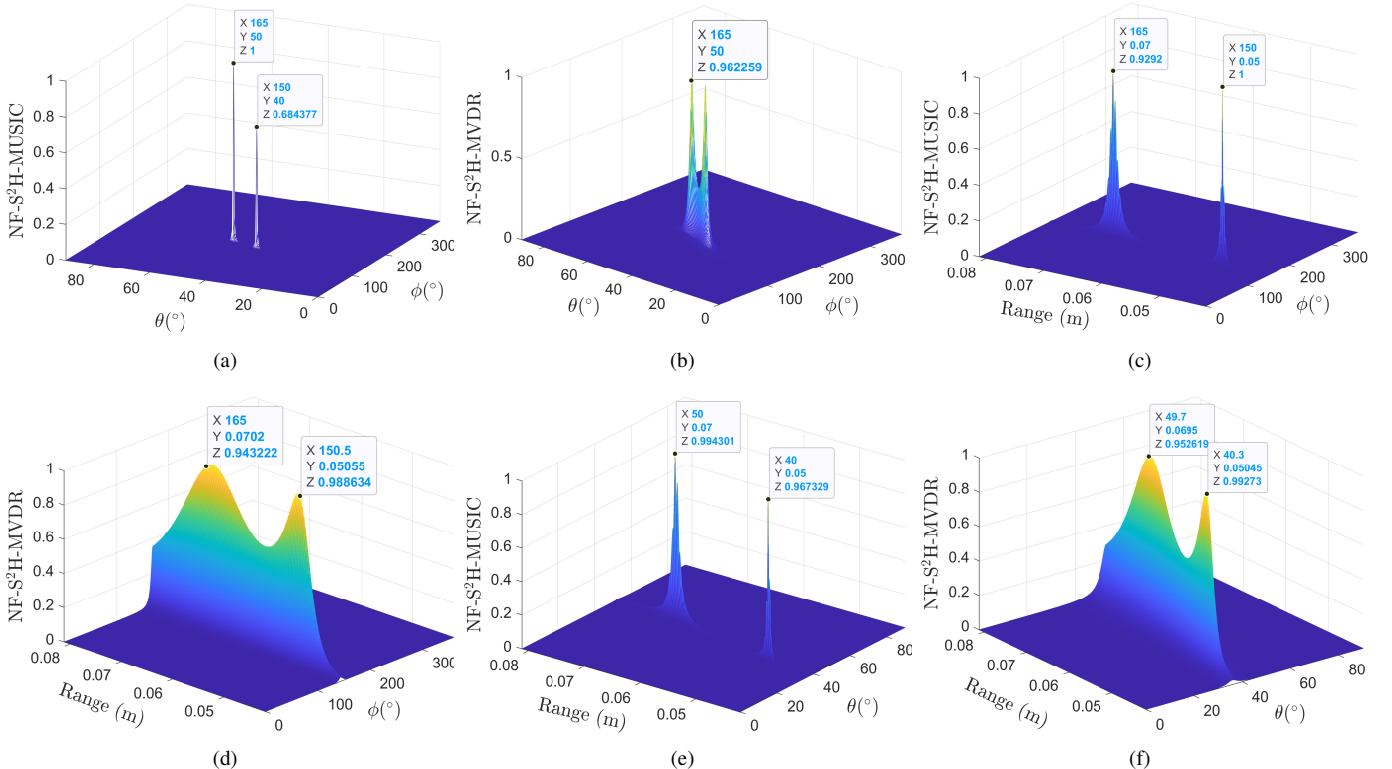 X 165
Y 50
Z 1
X 150
Y 40
Z 0.684377
NF-S²H-MUSIC
1
0.8
0.6
0.4
0.2
0
80
60
40
20
0
θ(°)
0
100
200
300
ϕ(°)
(a)
X 165
Y 50
Z 0.962259
NF-S²H-MVDR
1
0.5
0
80
60
40
20
0
θ(°)
100
200
300
ϕ(°)
(b)
X 165
Y 0.07
Z 0.9292
X 150
Y 0.05
Z 1
NF-S²H-MUSIC
1
0.8
0.6
0.4
0.2
0
0.08
0.07
0.06
0.05
Range (m)
0
100
200
300
ϕ(°)
(c)
X 165
Y 0.0702
Z 0.943222
X 150.5
Y 0.05055
Z 0.988634
NF-S²H-MVDR
1
0.8
0.6
0.4
0.2
0
0.08
0.07
0.06
0.05
Range (m)
0
100
200
300
ϕ(°)
(d)
X 50
Y 0.07
Z 0.994301
X 40
Y 0.05
Z 0.967329
NF-S²H-MUSIC
1
0.8
0.6
0.4
0.2
0
0.08
0.07
0.06
0.05
Range (m)
0
20
40
60
80
θ(°)
(e)
X 49.7
Y 0.0695
Z 0.952619
X 40.3
Y 0.05045
Z 0.99273
NF-S²H-MVDR
1
0.8
0.6
0.4
0.2
0
0.08
0.07
0.06
0.05
Range (m)
0
20
40
60
80
θ(°)
(f)